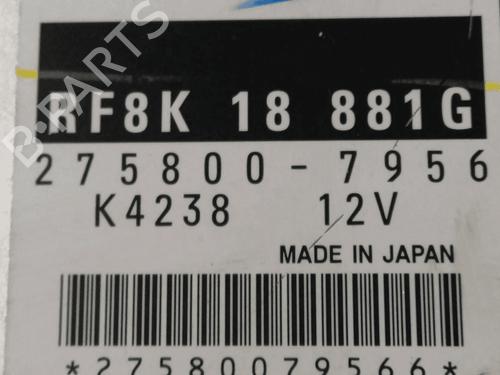 RF8K 18 881G
275800-7956
K4238 12V
MADE IN JAPAN
*27580079566*
B-PARTS